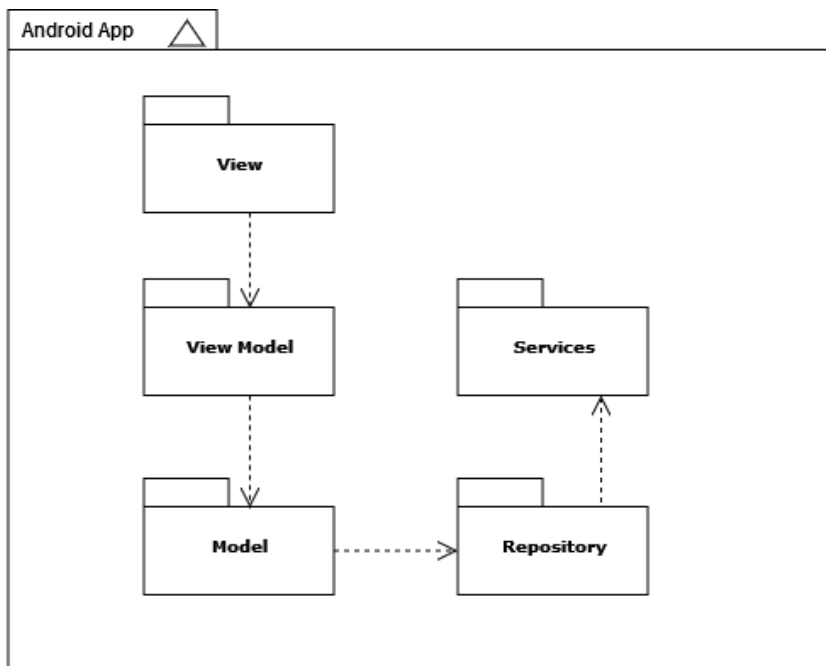 Android App
View
View Model
Services
Model
Repository